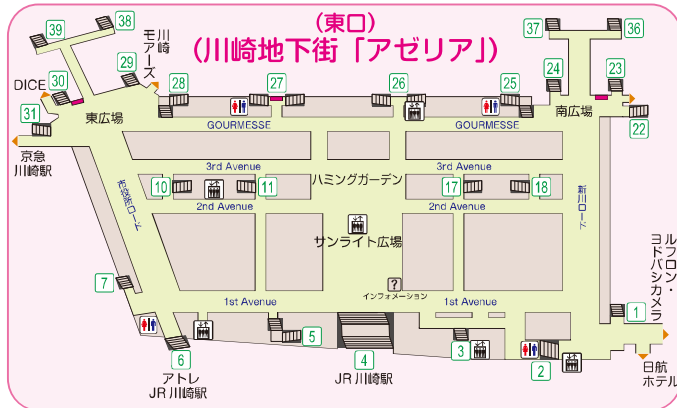 (東口)
(川崎地下街「アゼリア」)
39
38
川崎
モアーズ
37
36
DICE
30
29
28
27
26
25
24
23
31
東広場
南広場
22
GOURMESSE
GOURMESSE
京急
川崎駅
3rd Avenue
3rd Avenue
10
11
ハミングガーデン
17
18
市役所ロード
新川ロード
2nd Avenue
2nd Avenue
サンライト広場
7
?
インフォメーション
ルフロン・
ヨドバシカメラ
1st Avenue
1st Avenue
1
6
5
4
3
2
アトレ
JR 川崎駅
JR 川崎駅
日航
ホテル